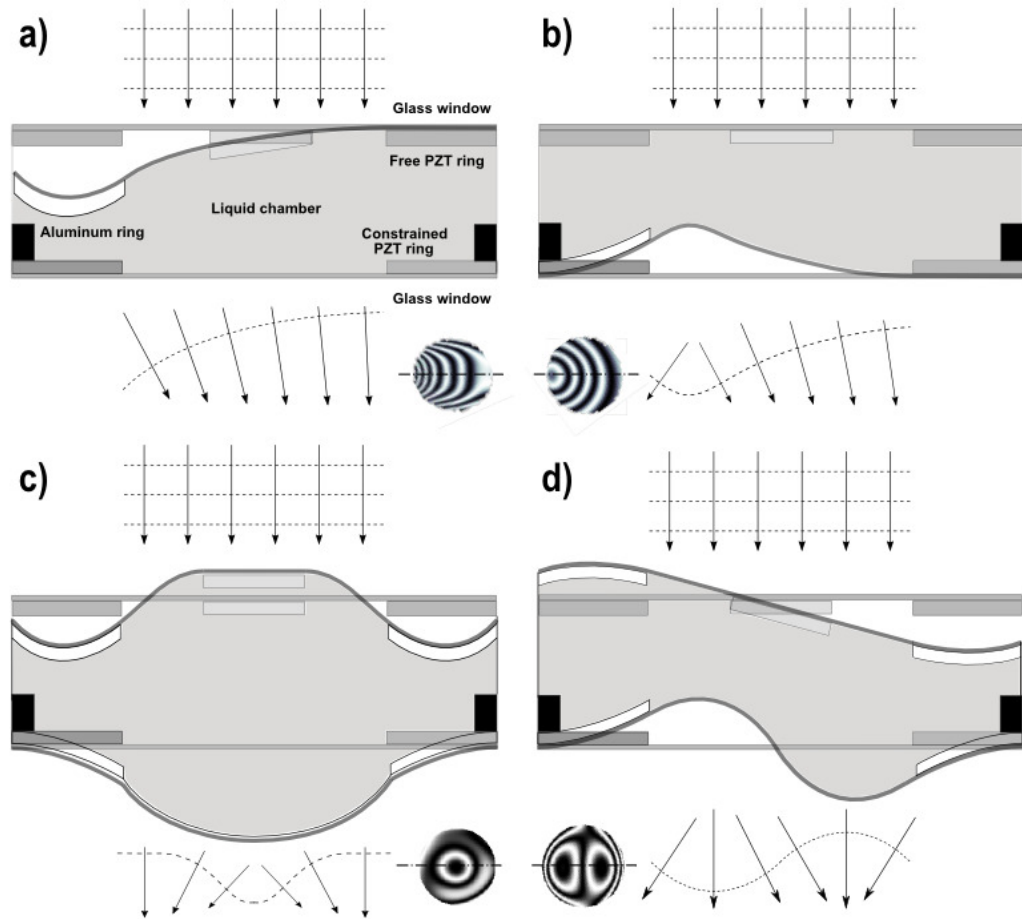 a)
b)
Glass window
Free PZT ring
Liquid chamber
Aluminum ring
Constrained
PZT ring
Glass window
c)
d)